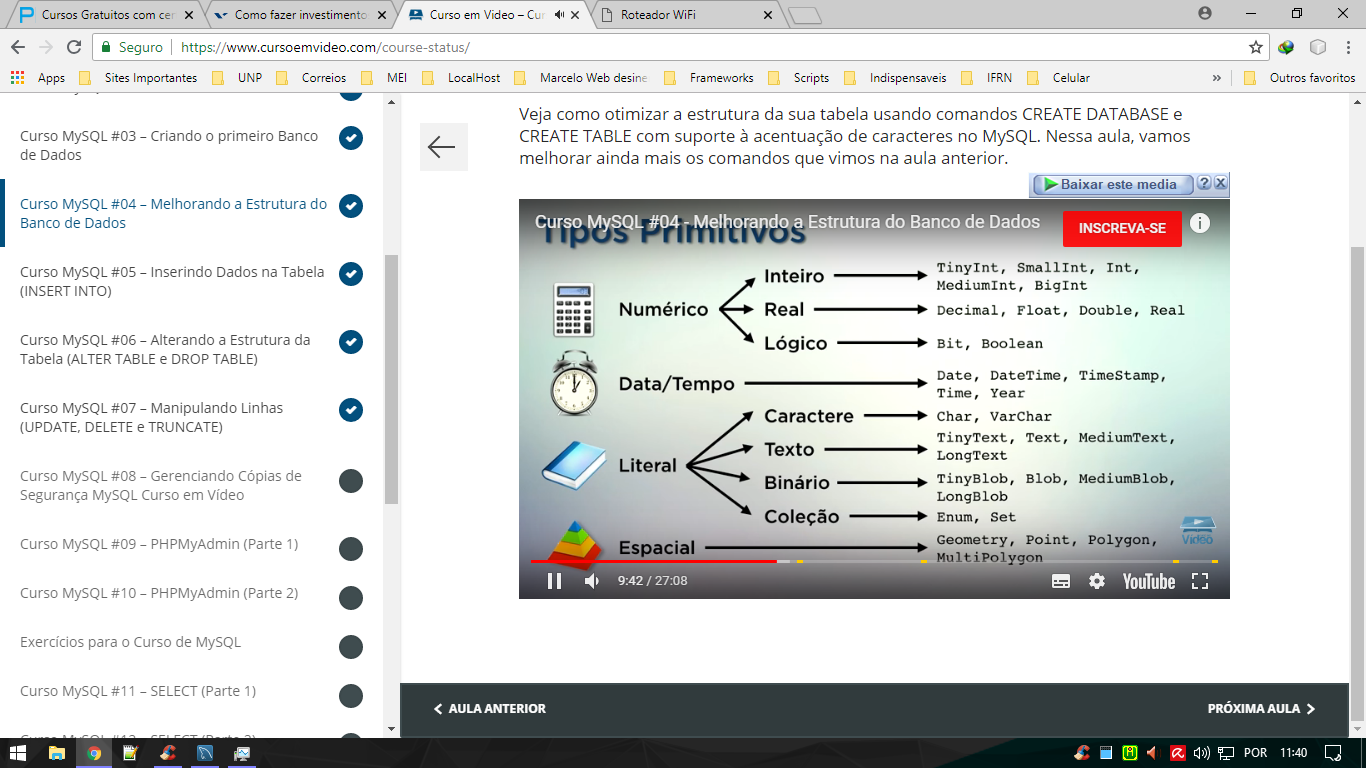 Cursos Gratuitos com cer
Como fazer investimento
Curso em Video – Cur
Roteador WiFi
Seguro
https://www.cursoemvideo.com/course-status/
Apps
Sites Importantes
UNP
Correios
MEI
LocalHost
Marcelo Web desine
Frameworks
Scripts
Indispensaveis
IFRN
Celular
»
Outros favoritos
Curso MySQL #03 – Criando o primeiro Banco
de Dados
Curso MySQL #04 – Melhorando a Estrutura do
Banco de Dados
Curso MySQL #05 – Inserindo Dados na Tabela
(INSERT INTO)
Curso MySQL #06 – Alterando a Estrutura da
Tabela (ALTER TABLE e DROP TABLE)
Curso MySQL #07 – Manipulando Linhas
(UPDATE, DELETE e TRUNCATE)
Curso MySQL #08 – Gerenciando Cópias de
Segurança MySQL Curso em Vídeo
Curso MySQL #09 – PHPMyAdmin (Parte 1)
Curso MySQL #10 – PHPMyAdmin (Parte 2)
Exercícios para o Curso de MySQL
Curso MySQL #11 – SELECT (Parte 1)
Curso MySQL #12 – SELECT (Parte 2)
Veja como otimizar a estrutura da sua tabela usando comandos CREATE DATABASE e
CREATE TABLE com suporte à acentuação de caracteres no MySQL. Nessa aula, vamos
melhorar ainda mais os comandos que vimos na aula anterior.
Baixar este media
?
Curso MySQL #04 - Melhorando a Estrutura do Banco de Dados
INSCREVA-SE
Tipos Primitivos
Numérico
Inteiro
TinyInt, SmallInt, Int,
MediumInt, BigInt
Real
Decimal, Float, Double, Real
Lógico
Bit, Boolean
Data/Tempo
Date, DateTime, TimeStamp,
Time, Year
Literal
Caractere
Char, VarChar
Texto
TinyText, Text, MediumText,
LongText
Binário
TinyBlob, Blob, MediumBlob,
LongBlob
Coleção
Enum, Set
Espacial
Geometry, Point, Polygon,
MultiPolygon
Vídeo
9:42 / 27:08
YouTube
AULA ANTERIOR
PRÓXIMA AULA
POR
11:40